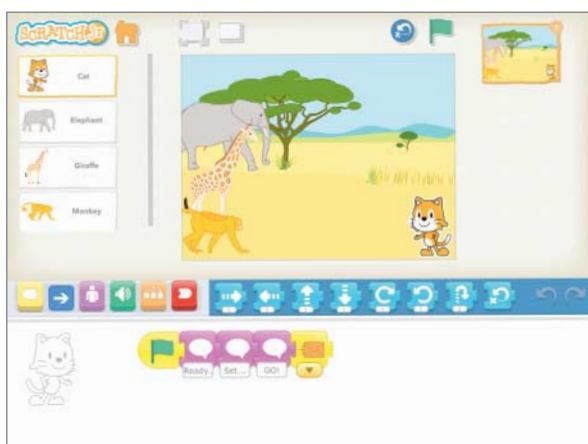 SCRATCHJR
Cat
Elephant
Giraffe
Monkey
Ready..
Set...
GO!